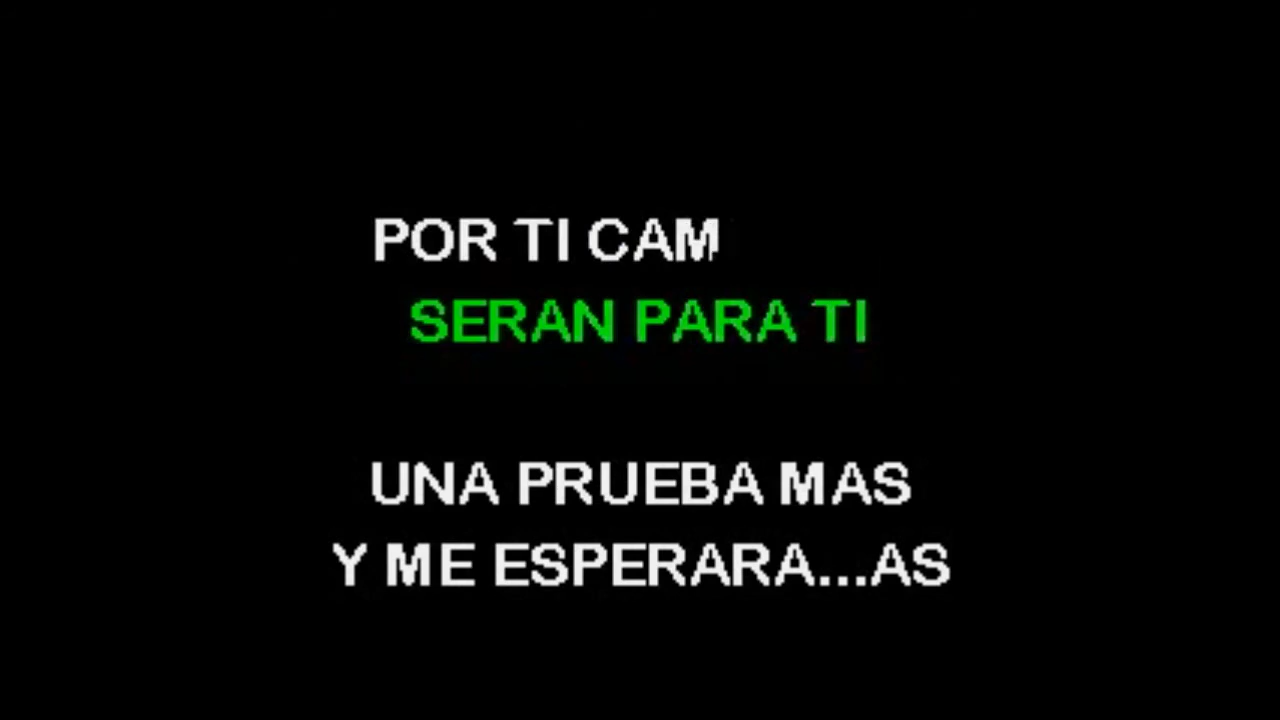 POR TI CAM
SERAN PARA TI
UNA PRUEBA MAS
Y ME ESPERARA...AS